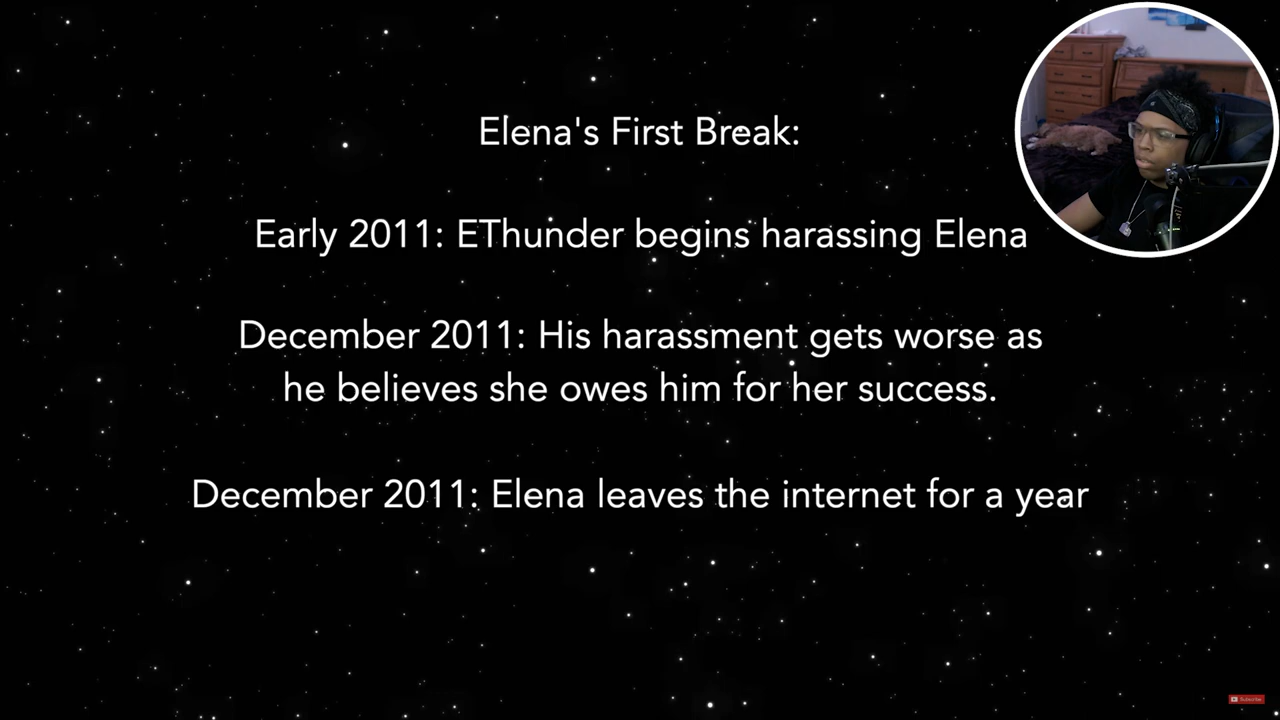 Elena's First Break:
Early 2011: EThunder begins harassing Elena
December 2011: His harassment gets worse as
he believes she owes him for her success.
December 2011: Elena leaves the internet for a year
Subscribe